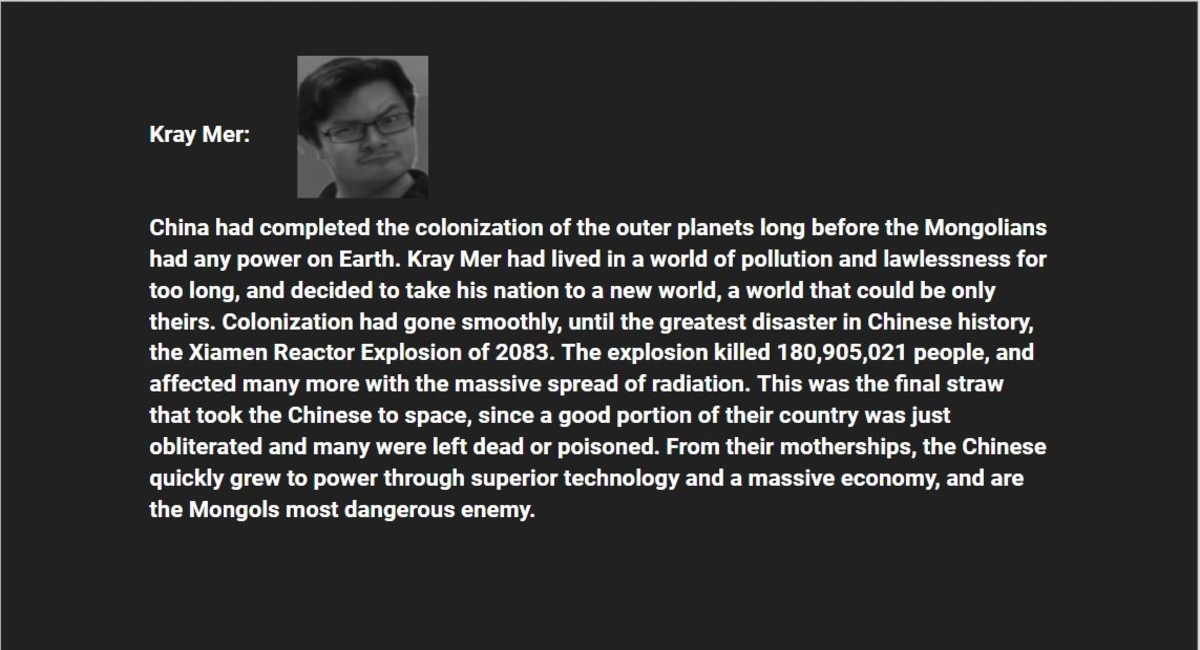 Kray Mer:
China had completed the colonization of the outer planets long before the Mongolians
had any power on Earth. Kray Mer had lived in a world of pollution and lawlessness for
too long, and decided to take his nation to a new world, a world that could be only
theirs. Colonization had gone smoothly, until the greatest disaster in Chinese history,
the Xiamen Reactor Explosion of 2083. The explosion killed 180,905,021 people, and
affected many more with the massive spread of radiation. This was the final straw
that took the Chinese to space, since a good portion of their country was just
obliterated and many were left dead or poisoned. From their motherships, the Chinese
quickly grew to power through superior technology and a massive economy, and are
the Mongols most dangerous enemy.